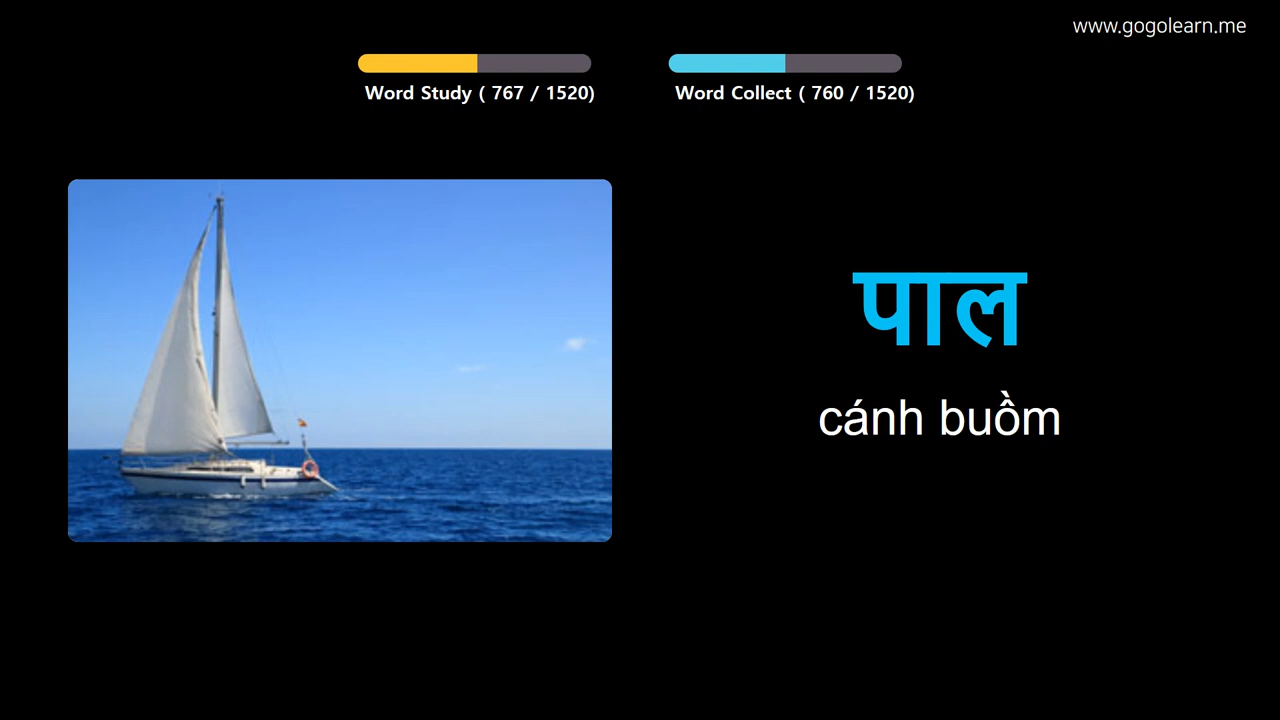 www.gogolearn.me
Word Study ( 767 / 1520)
Word Collect ( 760 / 1520)
पाल
cánh buồm